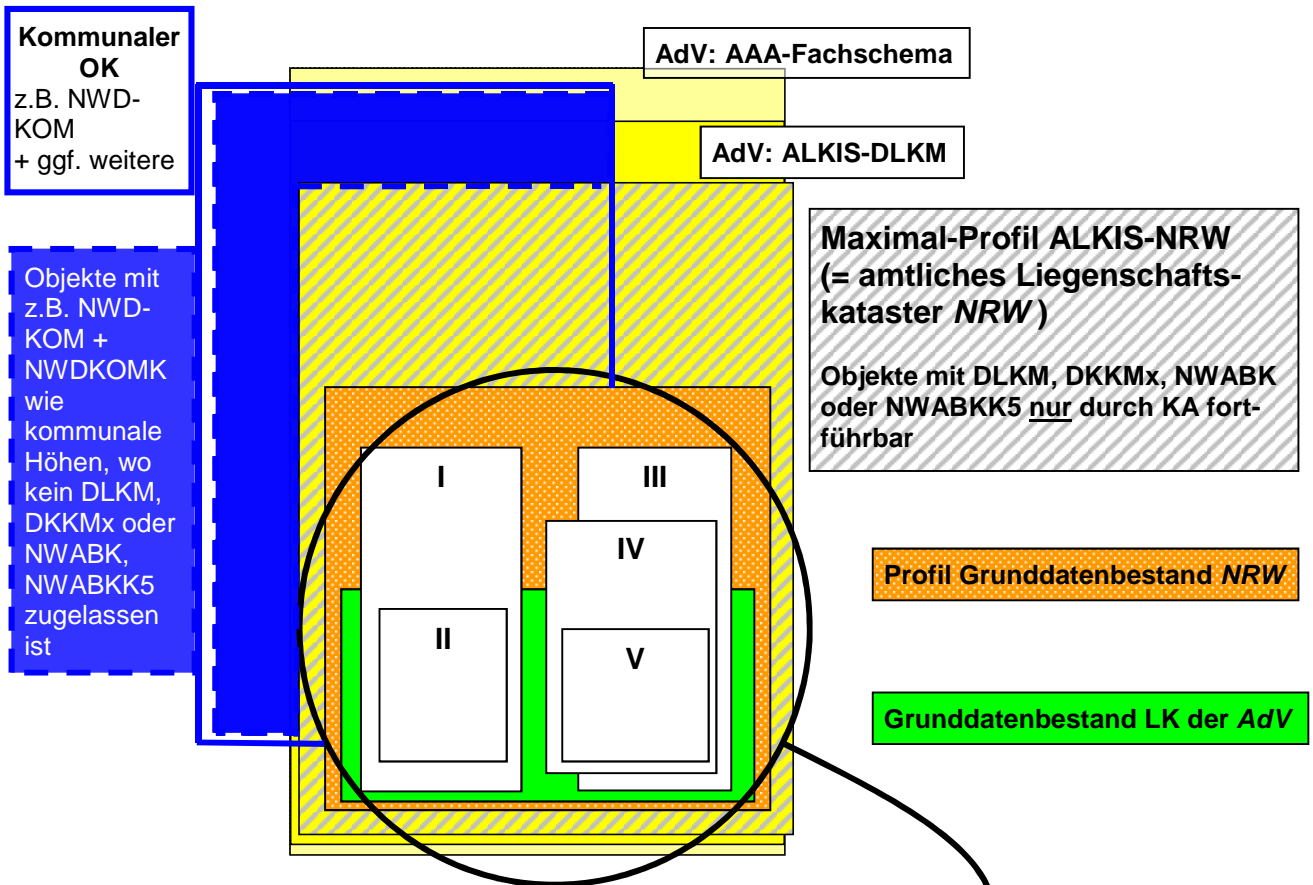 Kommunaler
OK
z.B. NWD-
KOM
+ ggf. weitere
AdV: AAA-Fachschema
AdV: ALKIS-DLKM
Objekte mit
z.B. NWD-
KOM +
NWDKOMK
wie
kommunale
Höhen, wo
kein DLKM,
DKKMx oder
NWABK,
NWABKK5
zugelassen
ist
Maximal-Profil ALKIS-NRW
(= amtliches Liegenschafts-
kataster NRW )
Objekte mit DLKM, DKKMx, NWABK
oder NWABKK5 nur durch KA fort-
führbar
I
III
IV
II
V
Profil Grunddatenbestand NRW
Grunddatenbestand LK der AdV